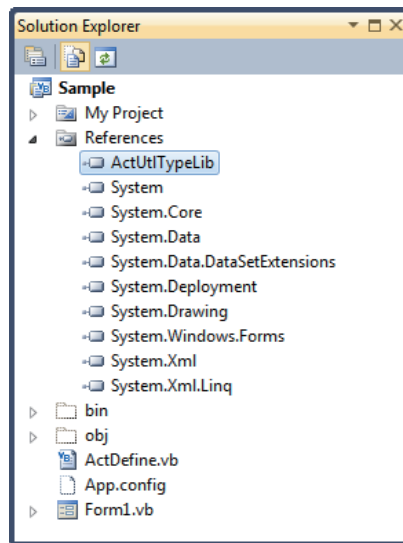 Solution Explorer
Sample
My Project
References
ActUtlTypeLib
System
System.Core
System.Data
System.Data.DataSetExtensions
System.Deployment
System.Drawing
System.Windows.Forms
System.Xml
System.Xml.Linq
bin
obj
ActDefine.vb
App.config
Form1.vb